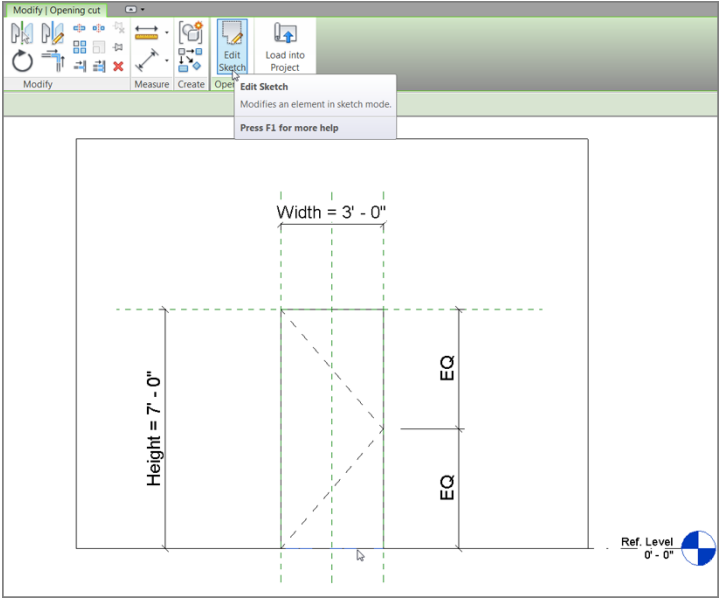 Modify | Opening cut
Edit
Sketch
Load into
Project
Modify
Measure
Create
Oper
Edit Sketch
Modifies an element in sketch mode.
Press F1 for more help
Width = 3' - 0"
Height = 7' - 0"
EQ
EQ
Ref. Level
0' - 0"